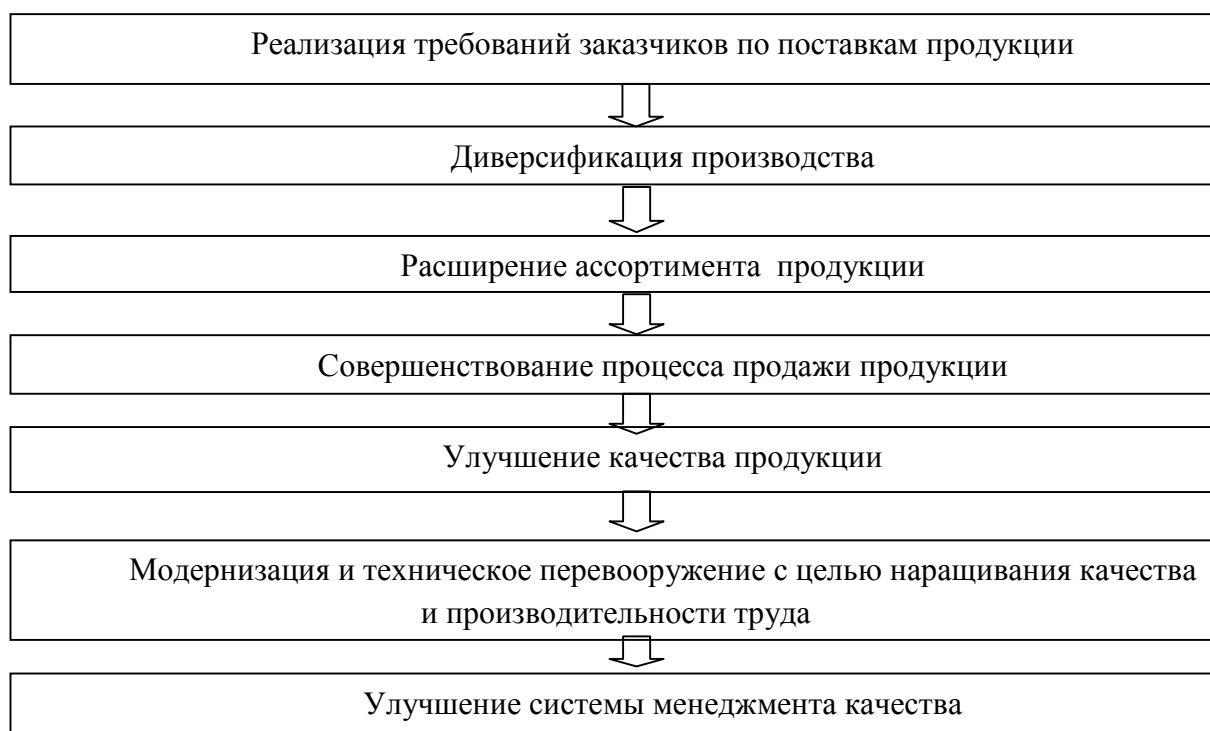 Реализация требований заказчиков по поставкам продукции
Диверсификация производства
Расширение ассортимента продукции
Совершенствование процесса продажи продукции
Улучшение качества продукции
Модернизация и техническое перевооружение с целью наращивания качества
и производительности труда
Улучшение системы менеджмента качества